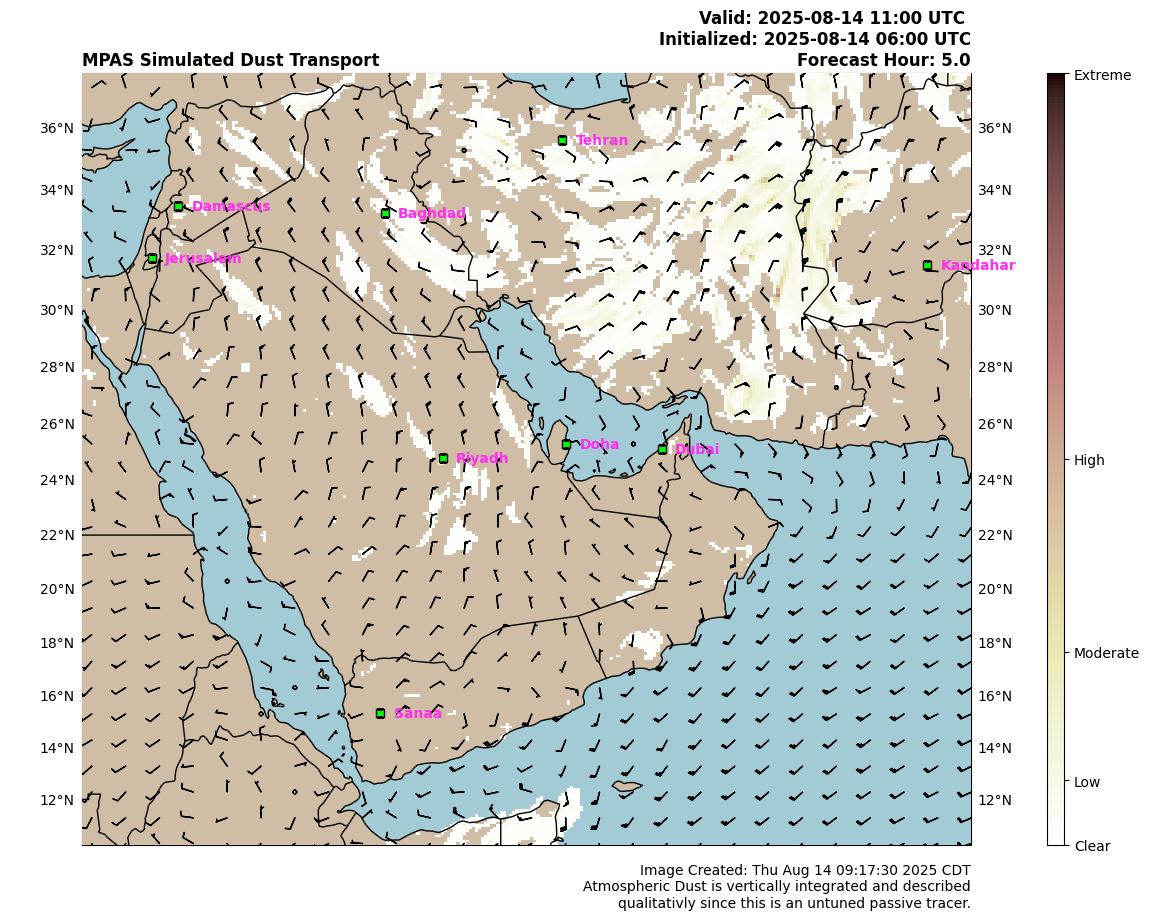 Valid: 2025-08-14 11:00 UTC
Initialized: 2025-08-14 06:00 UTC
MPAS Simulated Dust Transport
Forecast Hour: 5.0
Extreme
36°N
Tehran
36°N
34°N
Damascus
Baghdad
34°N
32°N
Jerusalem
32°N
Kandahar
30°N
30°N
28°N
28°N
26°N
26°N
Doha
Dubai
Riyadh
High
24°N
24°N
22°N
22°N
20°N
20°N
18°N
18°N
Moderate
16°N
16°N
Sanaa
14°N
14°N
Low
12°N
12°N
Clear
Image Created: Thu Aug 14 09:17:30 2025 CDT
Atmospheric Dust is vertically integrated and described
qualitativly since this is an untuned passive tracer.